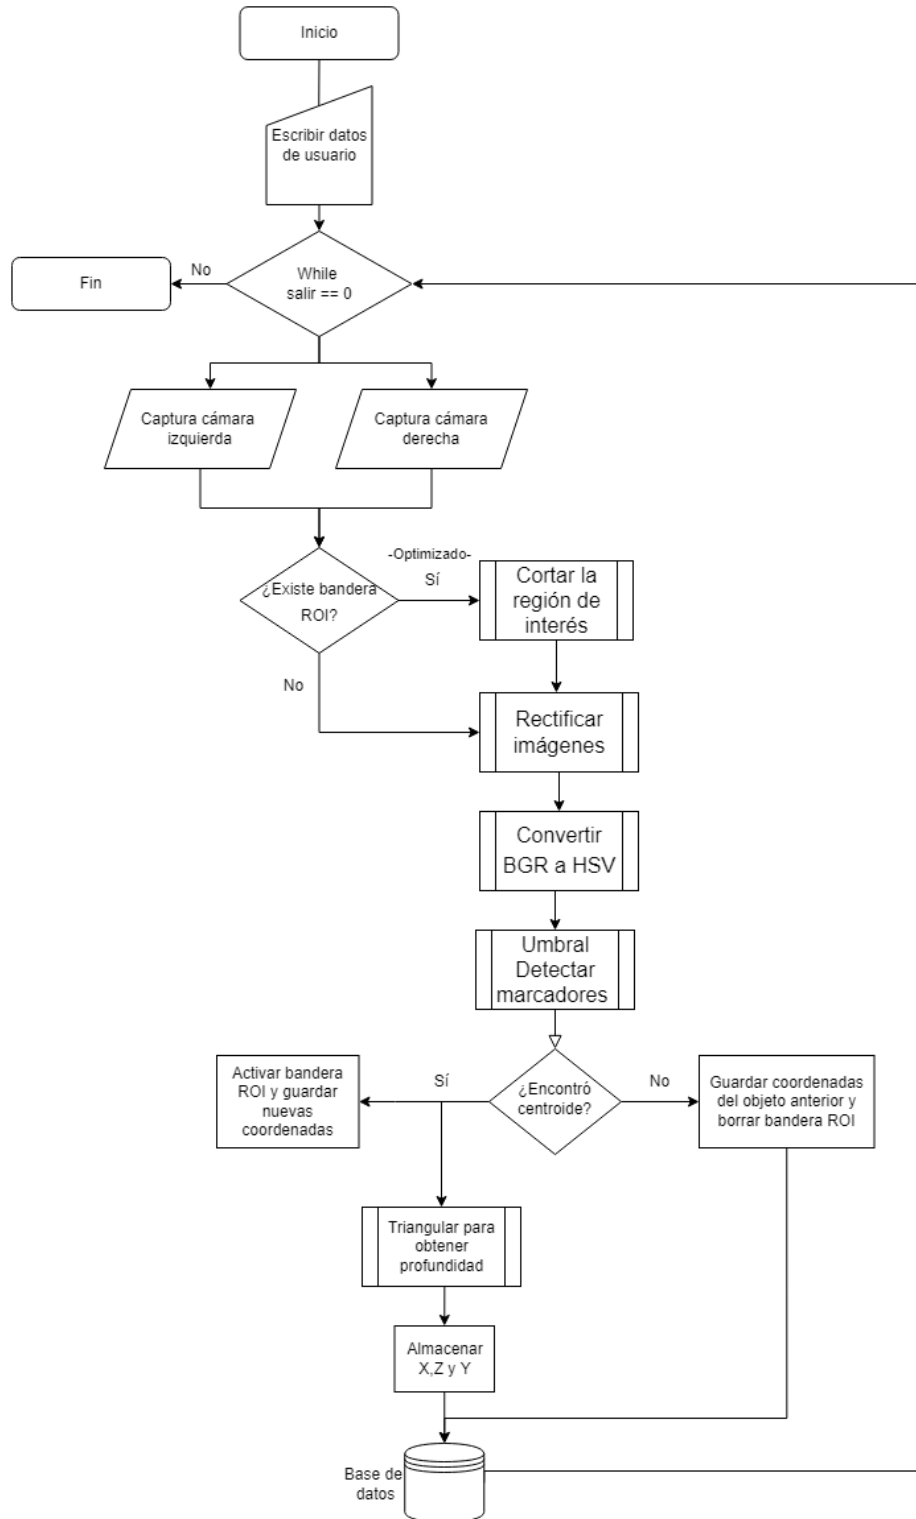 Inicio
Escribir datos
de usuario
No
Fin
While
salir == 0
Captura cámara
izquierda
Captura cámara
derecha
-Optimizado-
¿Existe bandera
ROI?
Sí
Cortar la
región de
interés
No
Rectificar
imágenes
Convertir
BGR a HSV
Umbral
Detectar
marcadores
Activar bandera
ROI y guardar
nuevas
coordenadas
Sí
¿Encontró
centroide?
No
Guardar coordenadas
del objeto anterior y
borrar bandera ROI
Triangular para
obtener
profundidad
Almacenar
X,Z y Y
Base de
datos